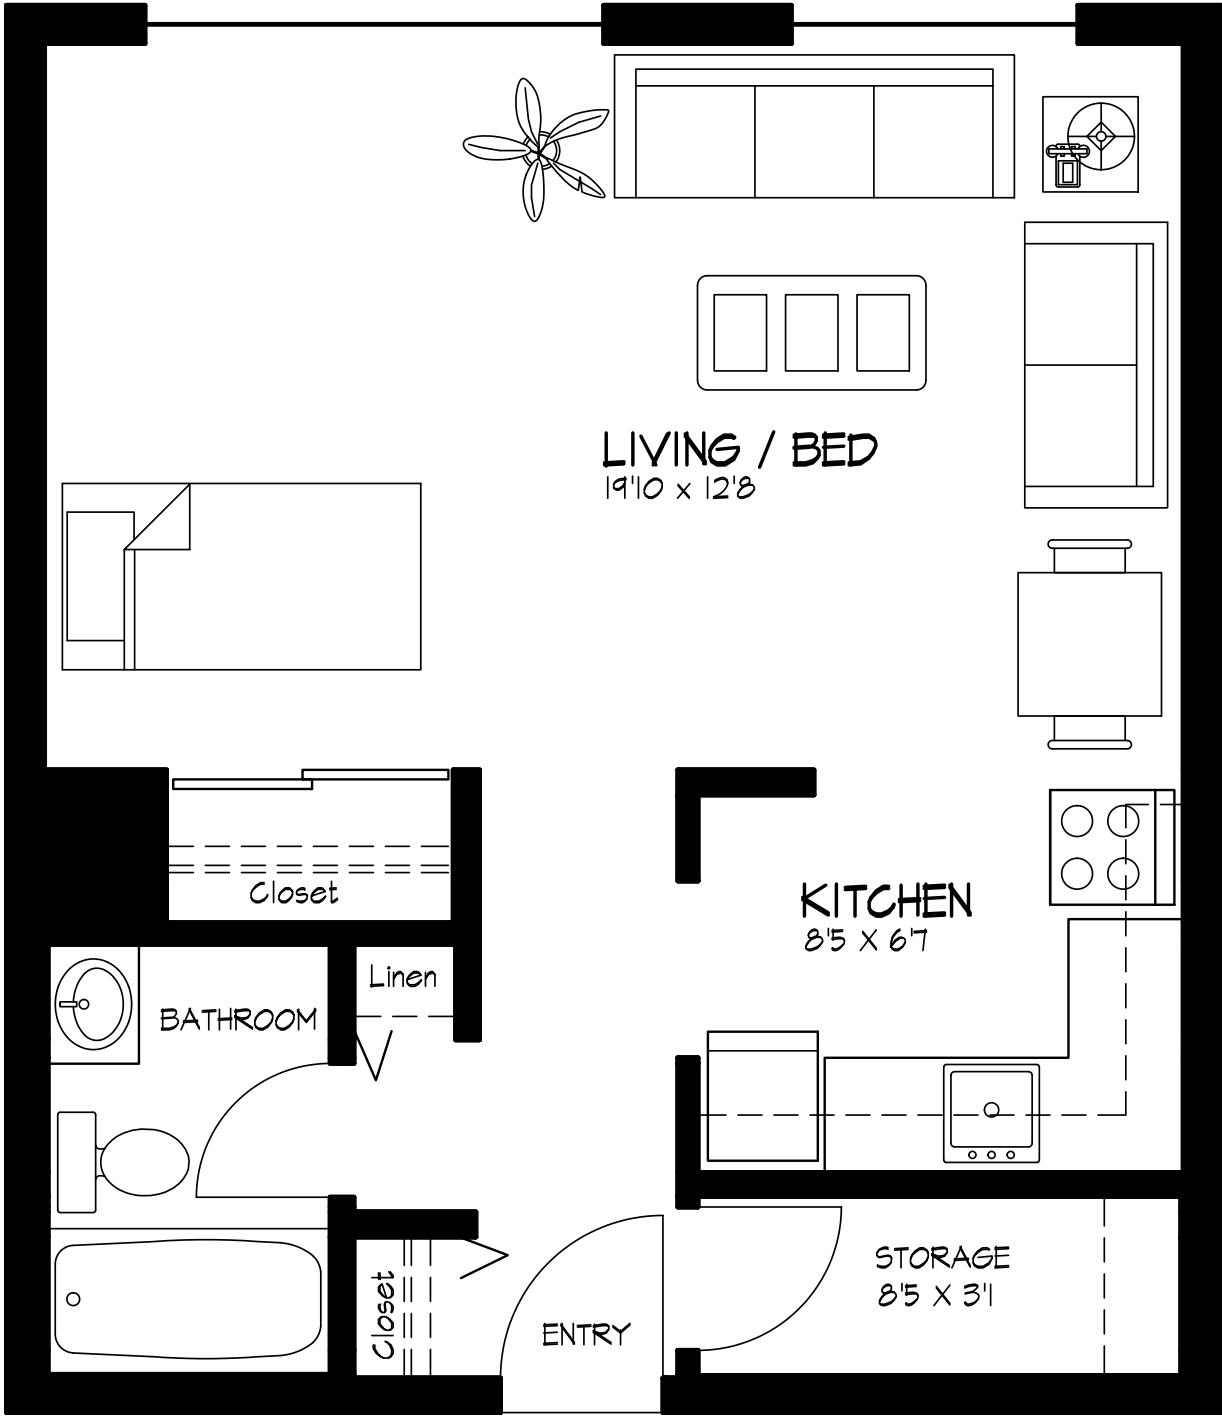 LIVING / BED
19'10 x 12'8
Closet
KITCHEN
8'5 X 6'7
Linen
BATHROOM
STORAGE
8'5 X 3'1
Closet
ENTRY